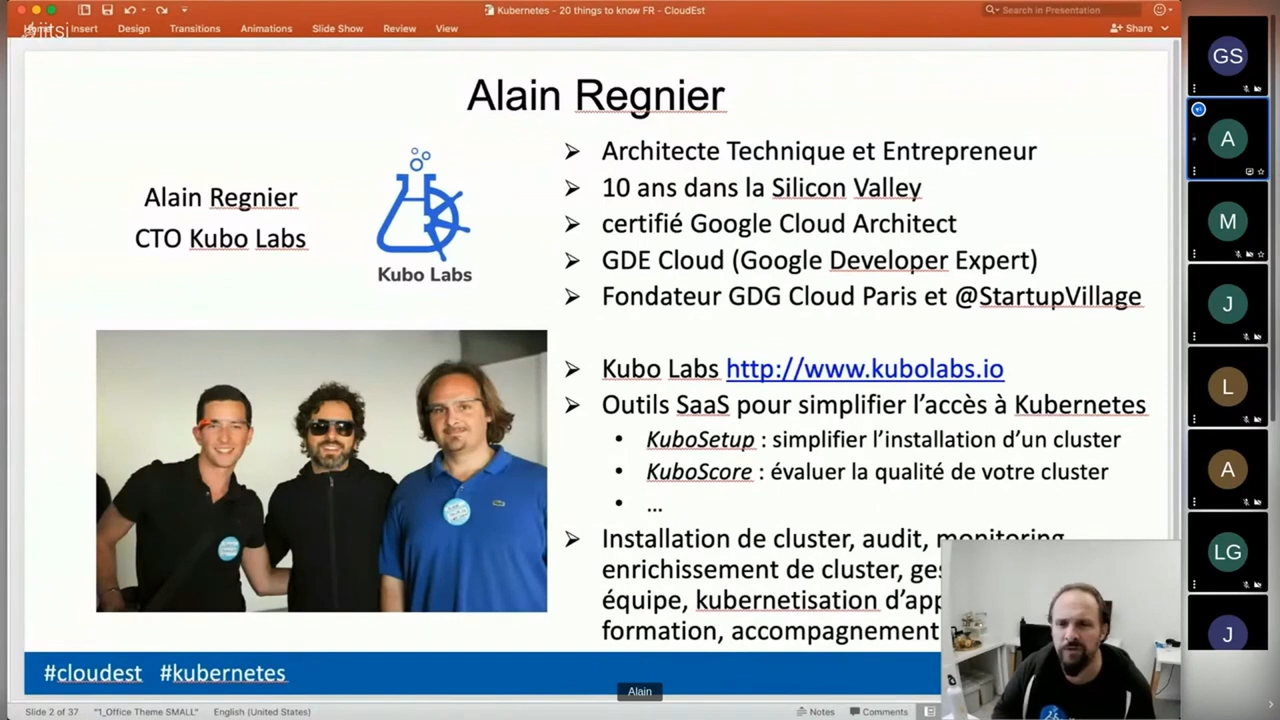 Kubernetes - 20 things to know FR - CloudEst
Search in Presentation
jitsi
Insert Design Transitions Animations Slide Show Review View
Share
Alain Regnier
Alain Regnier
CTO Kubo Labs
Kubo Labs
➢ Architecte Technique et Entrepreneur
➢ 10 ans dans la Silicon Valley
➢ certifié Google Cloud Architect
➢ GDE Cloud (Google Developer Expert)
➢ Fondateur GDG Cloud Paris et @StartupVillage
➢ Kubo Labs http://www.kubolabs.io
➢ Outils SaaS pour simplifier l’accès à Kubernetes
• KuboSetup : simplifier l’installation d’un cluster
• KuboScore : évaluer la qualité de votre cluster
• …
➢ Installation de cluster, audit, monitoring,
enrichissement de cluster, ges
équipe, kubernetisation d’app
formation, accompagnement
#cloudest #kubernetes
Alain
Slide 2 of 37 "1_Office Theme SMALL" English (United States) Notes Comments
GS
A
M
J
L
A
LG
J